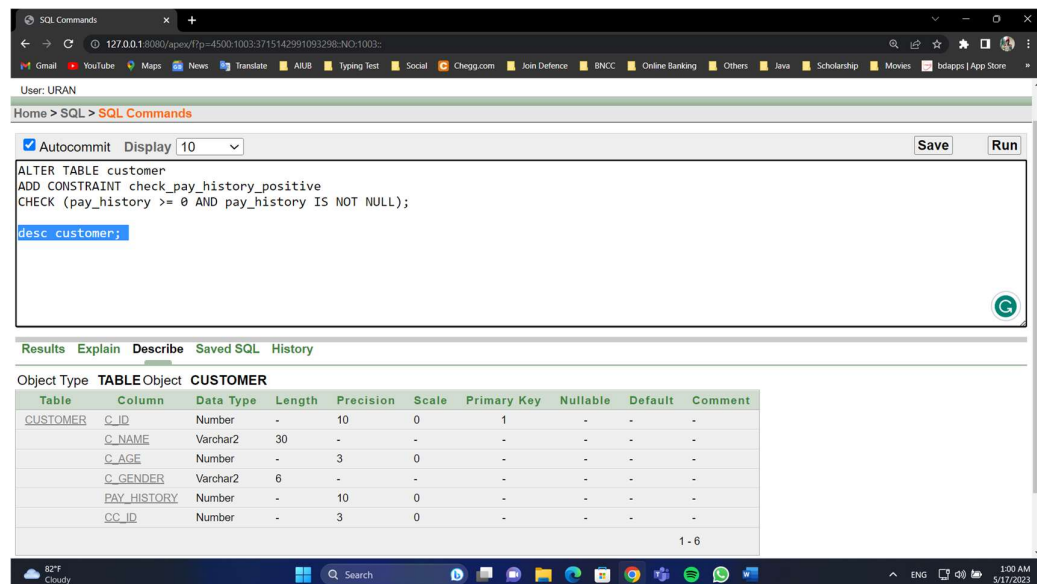 SQL Commands
127.0.0.1:8080/apex/f?p=4500:1003:3715142991093298::NO:1003::
Gmail YouTube Maps News Translate AIUB Typing Test Social Chegg.com Join Defence BNCC Online Banking Others Java Scholarship Movies bdapps | App Store »
User: URAN
Home > SQL > SQL Commands
Autocommit Display 10 Save Run
ALTER TABLE customer
ADD CONSTRAINT check_pay_history_positive
CHECK (pay_history >= 0 AND pay_history IS NOT NULL);
desc customer;
Results Explain Describe Saved SQL History
Object Type TABLE Object CUSTOMER
Table Column Data Type Length Precision Scale Primary Key Nullable Default Comment
CUSTOMER C_ID Number - 10 0 1 - - -
C_NAME Varchar2 30 - - - - - -
C_AGE Number - 3 0 - - - -
C_GENDER Varchar2 6 - - - - - -
PAY_HISTORY Number - 10 0 - - - -
CC_ID Number - 3 0 - - - -
1 - 6
82°F
Cloudy
Search
ENG
1:00 AM
5/17/2023